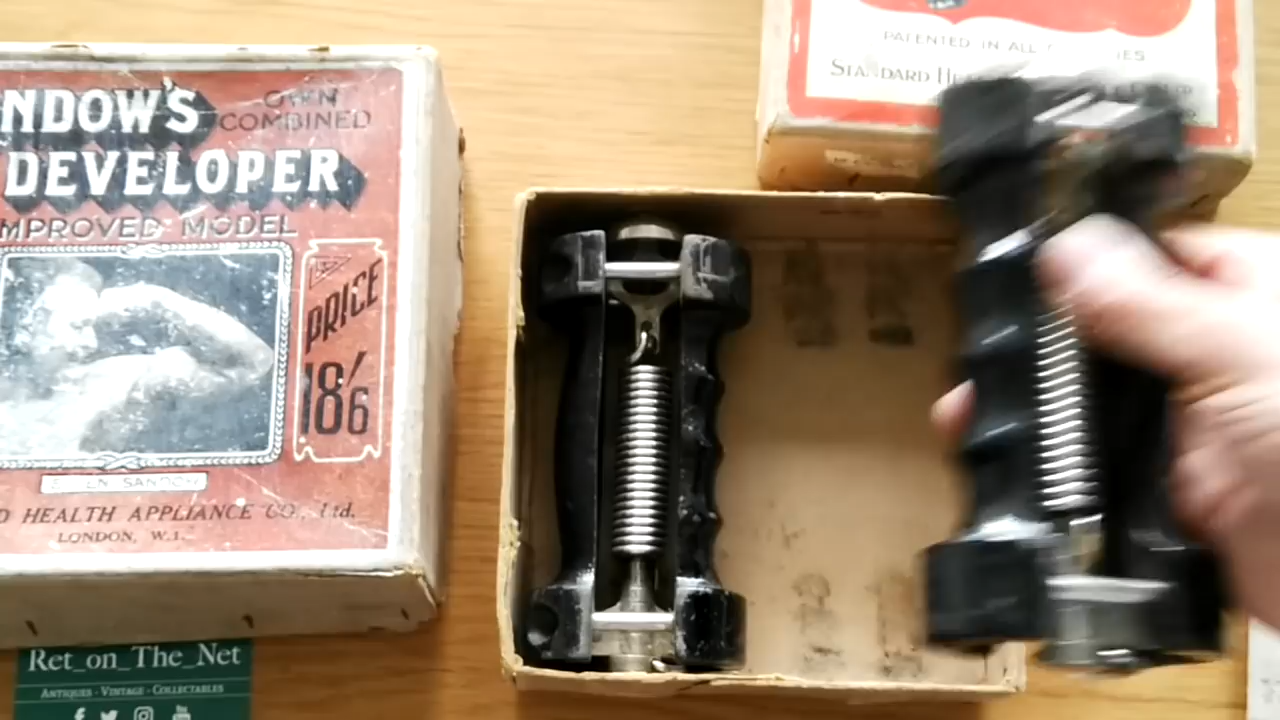 NDOW'S OWN
COMBINED
DEVELOPER
MPROVED MODEL
PRICE
18/6
SANDOW
D HEALTH APPLIANCE CO., Ltd.
LONDON, W.1.
PATENTED IN ALL
STANDARD
Ret_on_The_Net
ANTIQUES - VINTAGE - COLLECTABLES